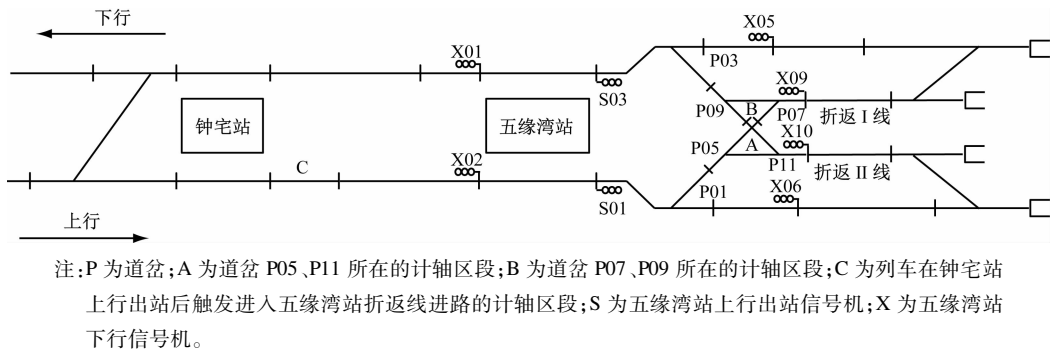 下行
X01
S03
X05
P03
P09
X09
B
P07
折返 I 线
钟宅站
五缘湾站
X10
P05
A
P11
折返 II 线
C
X02
S01
P01
X06
上行
注:P 为道岔;A 为道岔 P05、P11 所在的计轴区段;B 为道岔 P07、P09 所在的计轴区段;C 为列车在钟宅站
上行出站后触发进入五缘湾站折返线进路的计轴区段;S 为五缘湾站上行出站信号机;X 为五缘湾站
下行信号机。